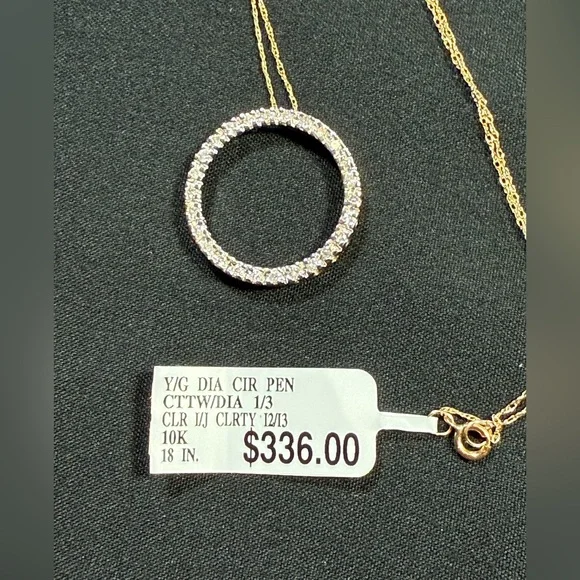 Y/G DIA CIR PEN
CTTW/DIA 1/3
CLR I/J CLRTY I2/I3
10K
18 IN. $336.00